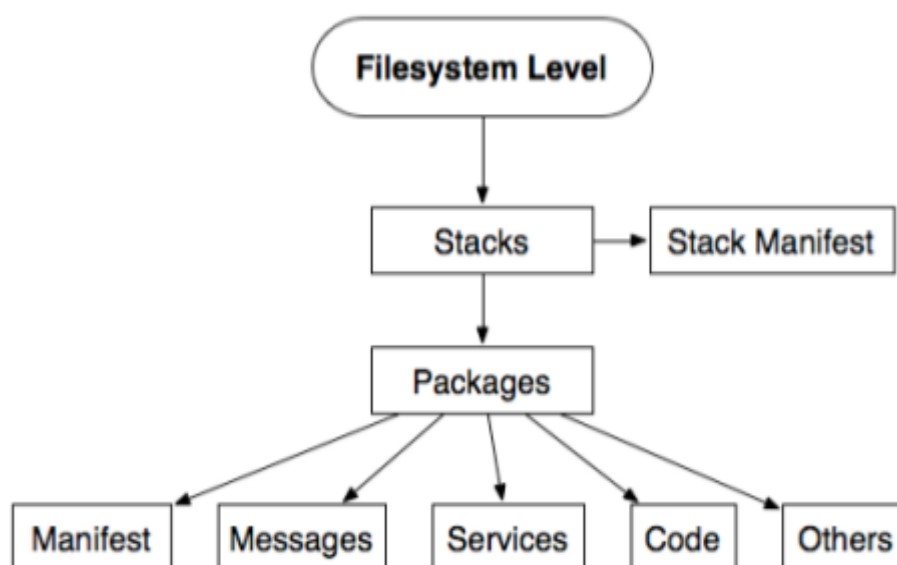 Filesystem Level
Stacks
Stack Manifest
Packages
Manifest
Messages
Services
Code
Others